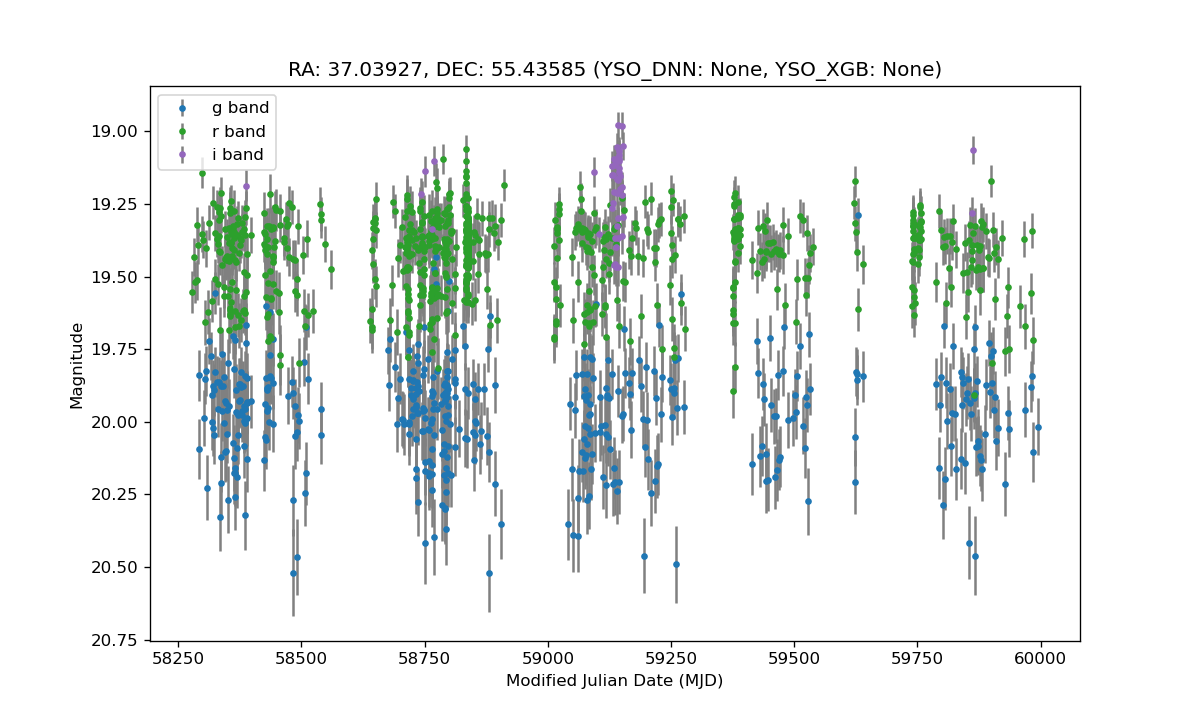 RA: 37.03927, DEC: 55.43585 (YSO_DNN: None, YSO_XGB: None)
g band
r band
i band
19.00
19.25
19.50
19.75
20.00
20.25
20.50
20.75
Magnitude
58250 58500 58750 59000 59250 59500 59750 60000
Modified Julian Date (MJD)